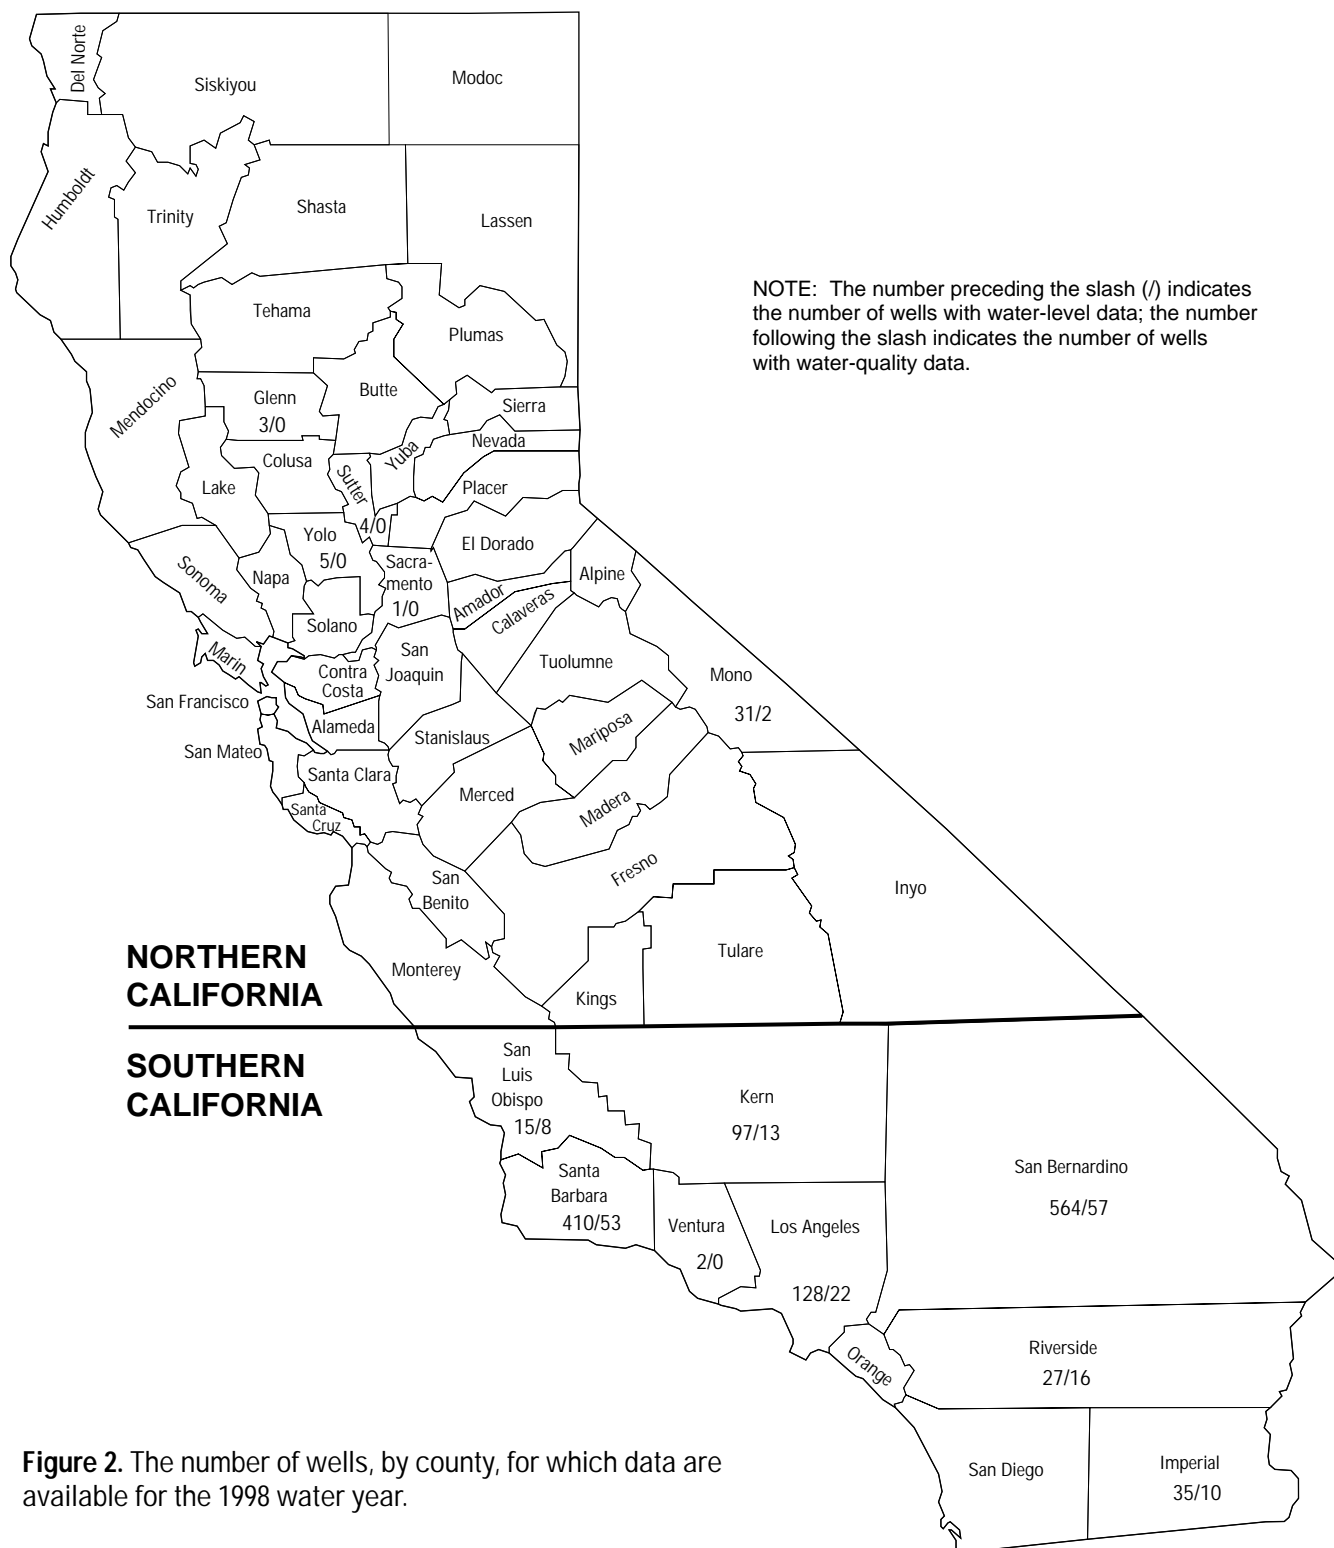 Del Norte
Siskiyou
Modoc
Humboldt
Trinity
Shasta
Lassen
NOTE: The number preceding the slash (/) indicates
the number of wells with water-level data; the number
following the slash indicates the number of wells
with water-quality data.
Tehama
Plumas
Mendocino
Glenn
3/0
Butte
Sierra
Colusa
Lake
Sutter
4/0
Yuba
Nevada
Placer
Yolo
5/0
El Dorado
Sonoma
Napa
Sacra-
mento
1/0
Alpine
Amador
Calaveras
Solano
Marin
Contra
Costa
San
Joaquin
Tuolumne
Mono
31/2
San Francisco
Alameda
Stanislaus
Mariposa
San Mateo
Santa Clara
Merced
Madera
Santa
Cruz
Fresno
San
Benito
Inyo
NORTHERN
CALIFORNIA
Monterey
Kings
Tulare
SOUTHERN
CALIFORNIA
San
Luis
Obispo
15/8
Kern
97/13
San Bernardino
564/57
Santa
Barbara
410/53
Ventura
2/0
Los Angeles
128/22
Orange
Riverside
27/16
San Diego
Imperial
35/10
Figure 2. The number of wells, by county, for which data are
available for the 1998 water year.